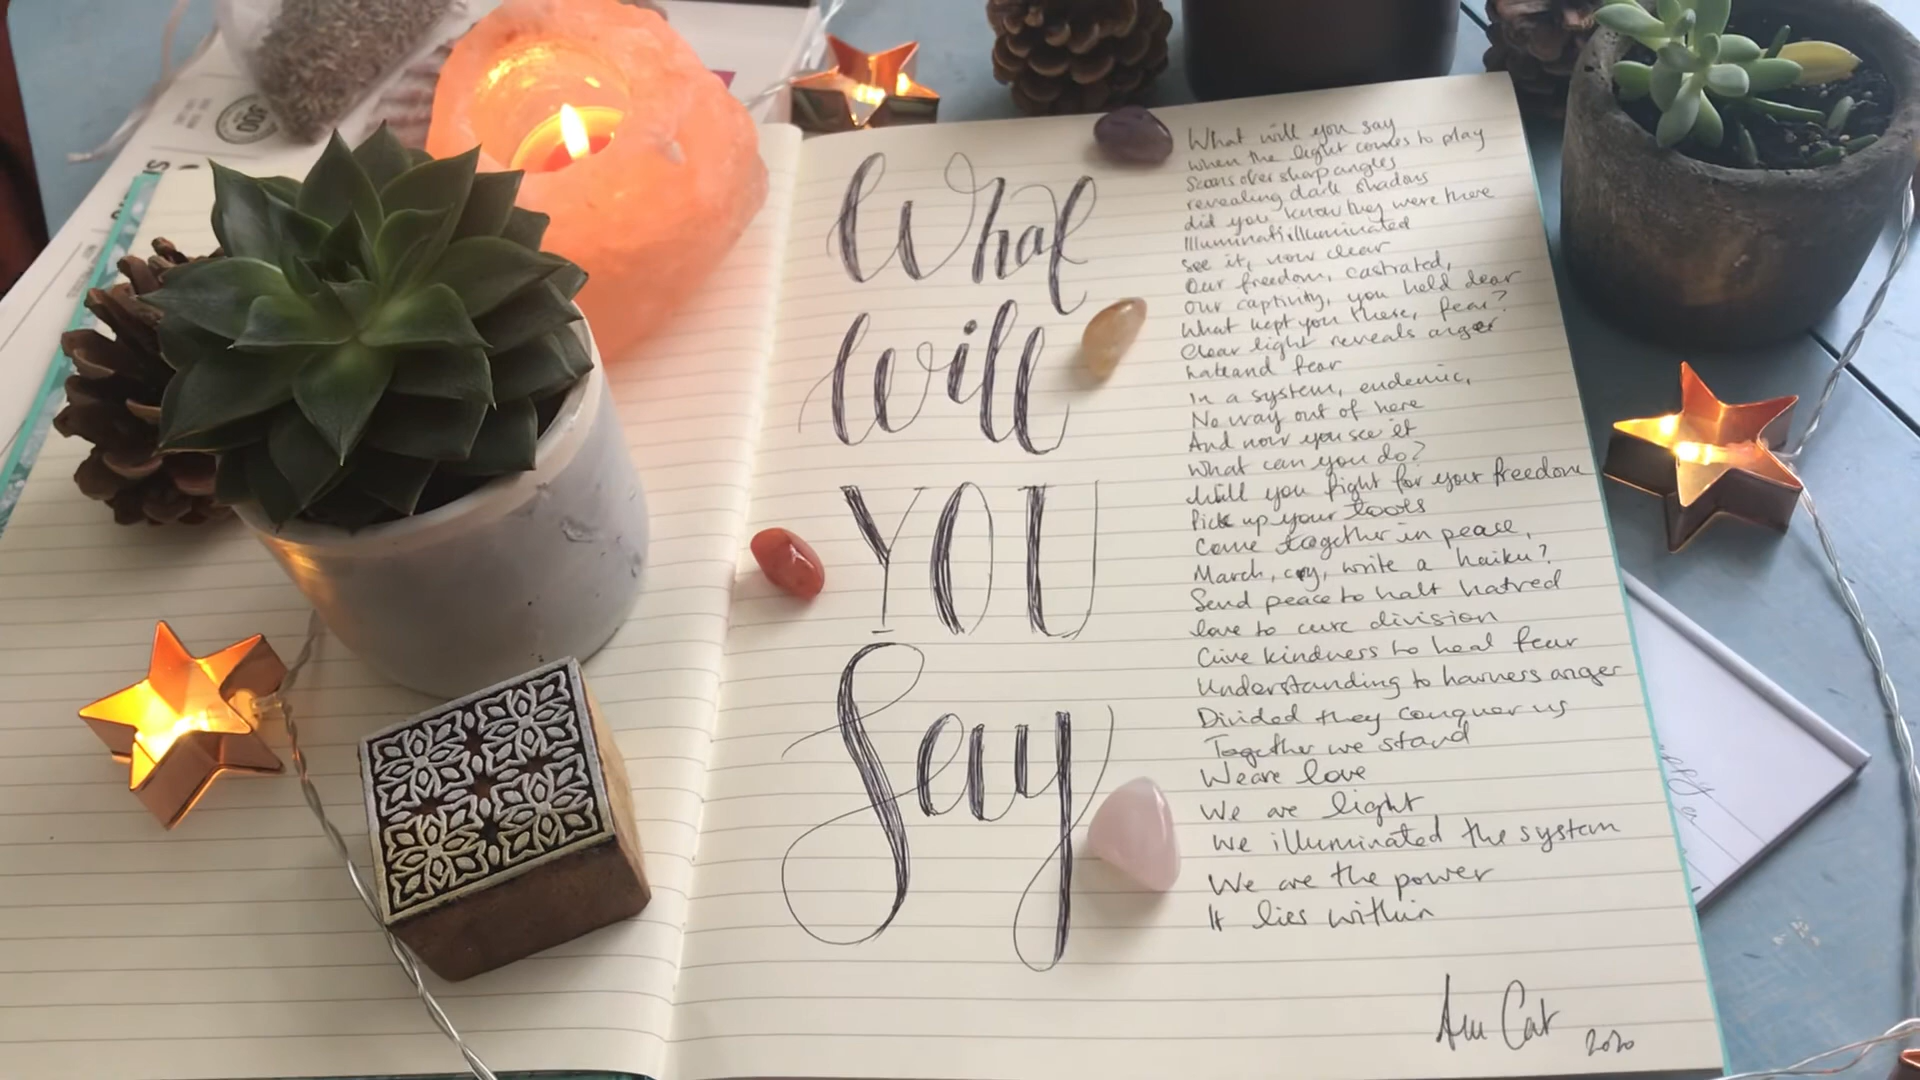 What
Will
YOU
Say
What will you say
when the light comes to play
Scans over sharp angles
revealing dark shadows
did you know they were there
Illuminati illuminated
See it, now clear
Our freedom, castrated,
Our captivity, you held dear
What kept you there, fear?
Clear light reveals anger
hate and fear
In a system, endemic,
No way out of here
And now you see it
What can you do?
Will you fight for your freedom
Pick up your tools
Come together in peace,
March, cry, write a haiku?
Send peace to halt hatred
love to cure division
Give kindness to heal fear
Understanding to harness anger
Divided they conquer us
Together we stand
We are love
We are light
We illuminated the system
We are the power
It lies within
Am Cat
2020